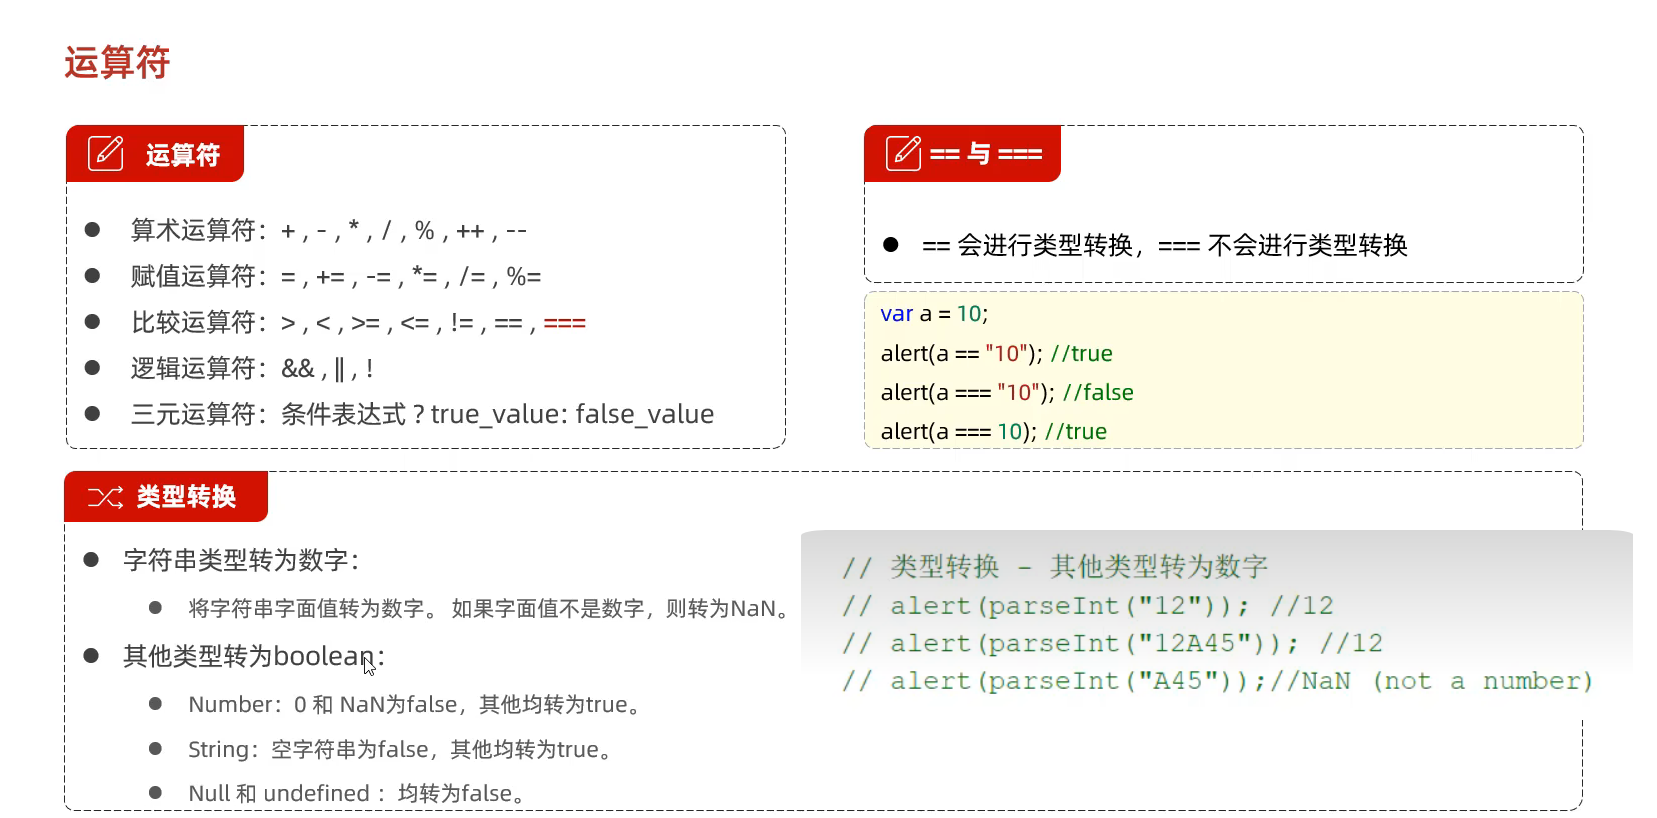 运算符
运算符
算术运算符：+ , - , * , / , % , ++ , --
赋值运算符：= , += , -= , *= , /= , %=
比较运算符：> , < , >= , <= , != , == , ===
逻辑运算符：&& , || , !
三元运算符：条件表达式 ? true_value: false_value
== 与 ===
== 会进行类型转换，=== 不会进行类型转换
var a = 10;
alert(a == "10"); //true
alert(a === "10"); //false
alert(a === 10); //true
类型转换
字符串类型转为数字：
将字符串字面值转为数字。 如果字面值不是数字，则转为NaN。
其他类型转为boolean：
Number：0 和 NaN为false，其他均转为true。
String：空字符串为false，其他均转为true。
Null 和 undefined ：均转为false。
// 类型转换 - 其他类型转为数字
// alert(parseInt("12")); //12
// alert(parseInt("12A45")); //12
// alert(parseInt("A45"));//NaN (not a number)